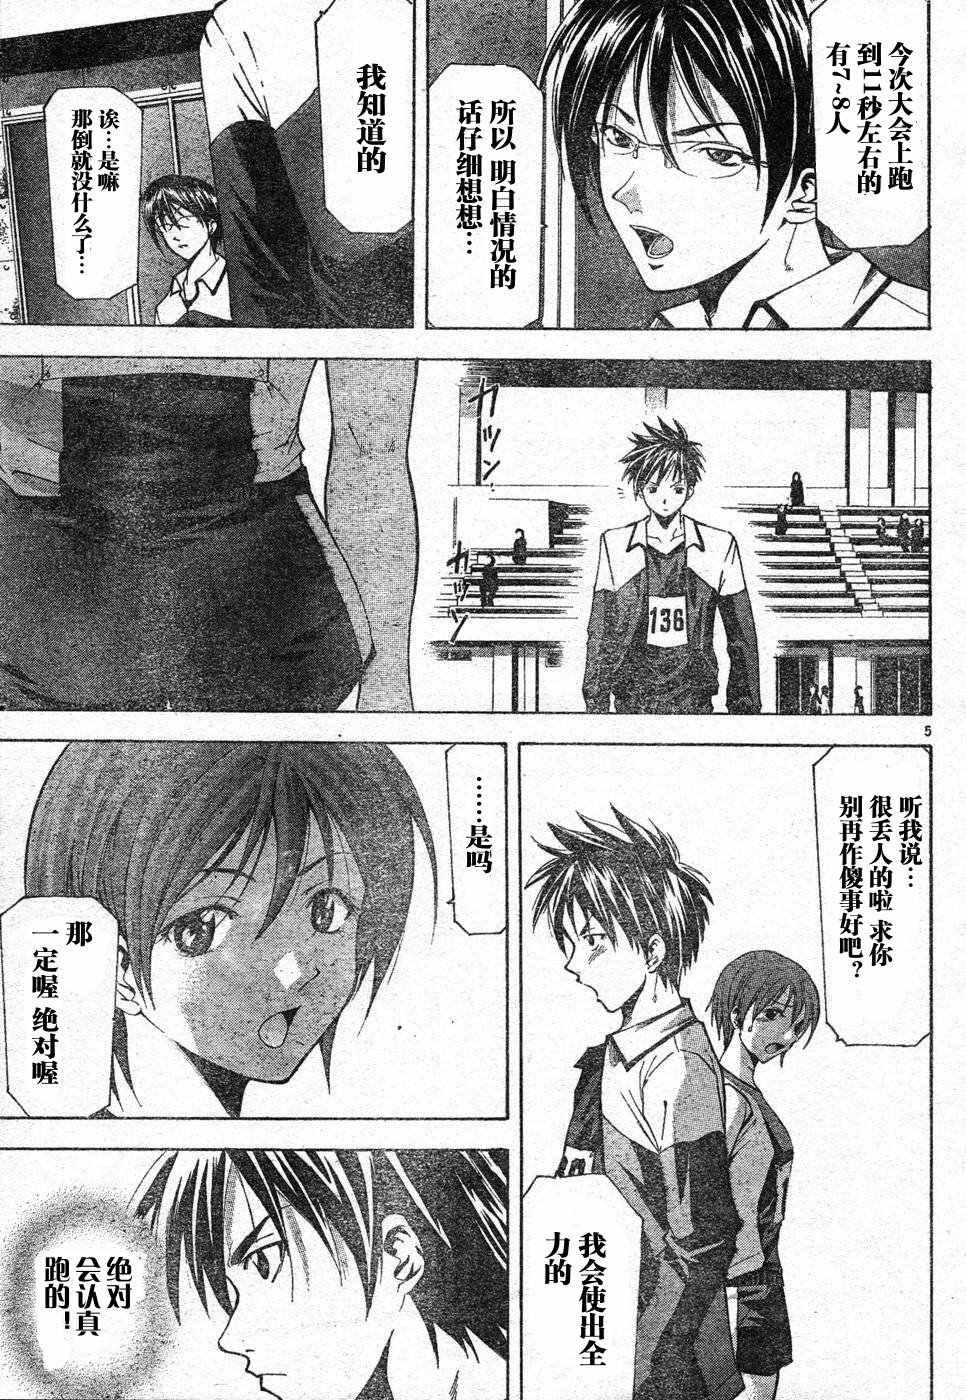 今次大会上跑
到11秒左右的
有7~8人
所以 明白情况的
话仔细想想…
我知道的
诶…是嘛
那倒就没什么了…
カッン
カッン
136
5
听我说…
很丢人的啦 求你
别再作傻事好吧?
……是吗
那
一定喔 绝对喔
我会使出全
力的
绝对
会认真
跑的!